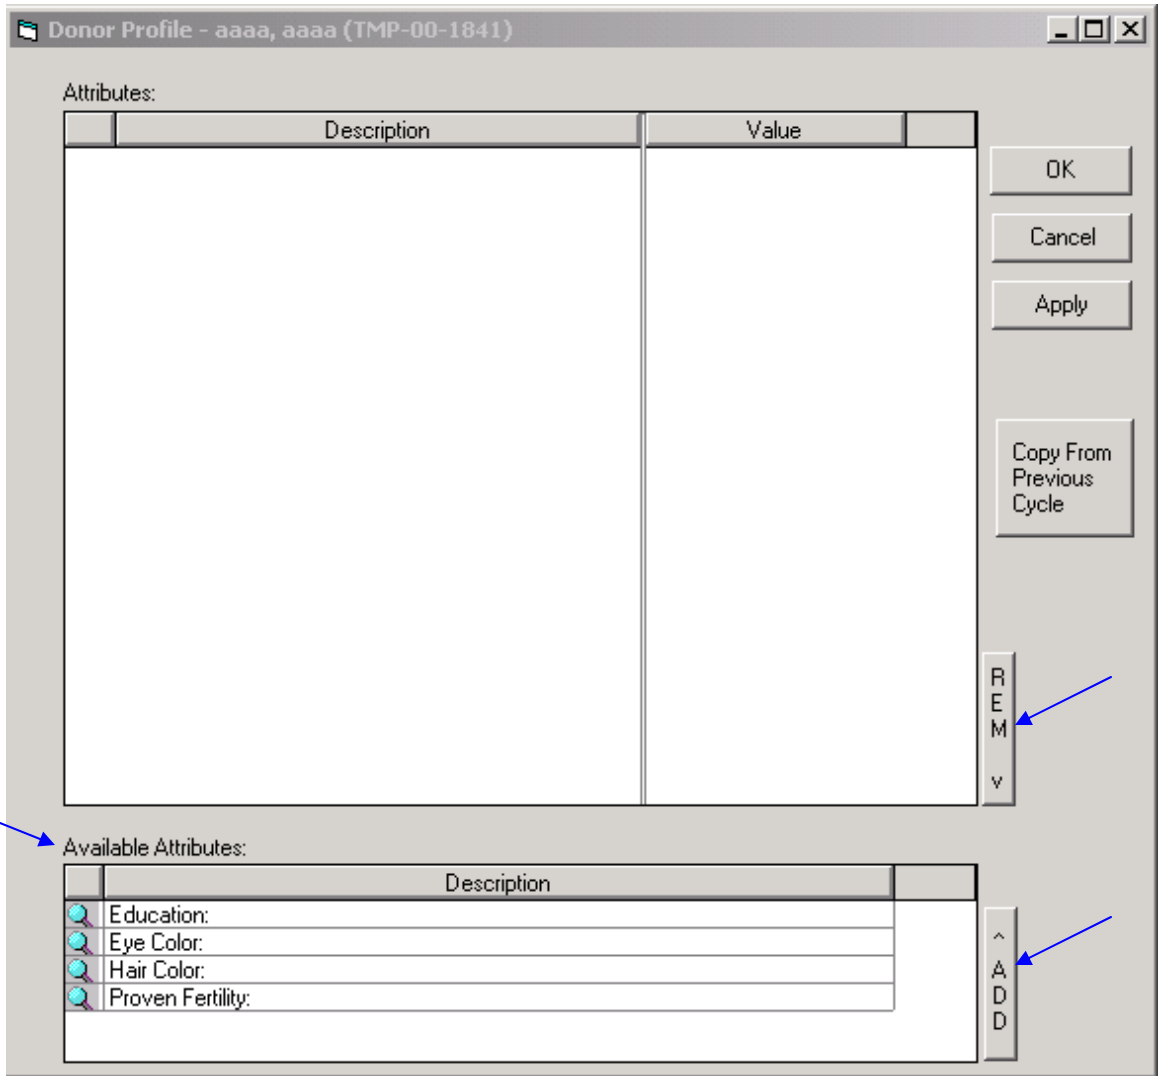 Donor Profile - aaaa, aaaa (TMP-00-1841)
Attributes:
Description Value
OK
Cancel
Apply
Copy From
Previous
Cycle
R
E
M
v
Available Attributes:
Description
Education:
Eye Color:
Hair Color:
Proven Fertility:
^
A
D
D